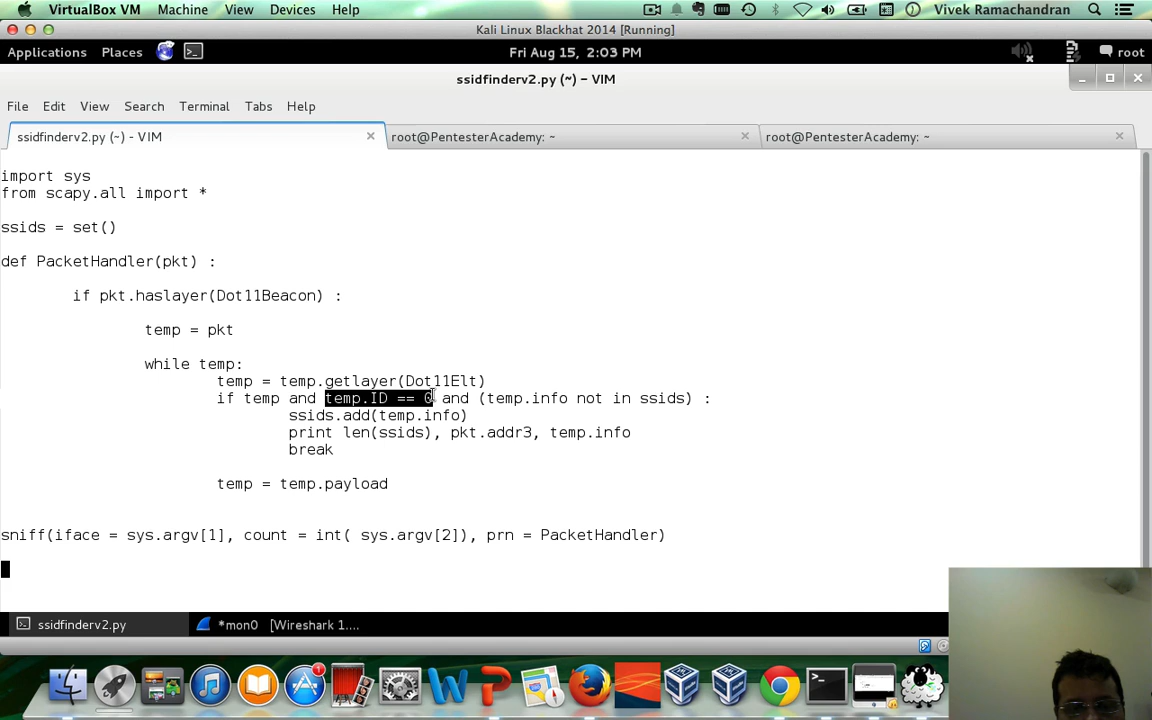 VirtualBox VM Machine View Devices Help Vivek Ramachandran
Kali Linux Blackhat 2014 [Running]
Applications Places Fri Aug 15, 2:03 PM root
ssidfinderv2.py (~) – VIM
File Edit View Search Terminal Tabs Help
ssidfinderv2.py (~) – VIM root@PentesterAcademy: ~ root@PentesterAcademy: ~
import sys
from scapy.all import *
ssids = set()
def PacketHandler(pkt) :
if pkt.haslayer(Dot11Beacon) :
temp = pkt
while temp:
temp = temp.getlayer(Dot11Elt)
if temp and temp.ID == 0 and (temp.info not in ssids) :
ssids.add(temp.info)
print len(ssids), pkt.addr3, temp.info
break
temp = temp.payload
sniff(iface = sys.argv[1], count = int( sys.argv[2]), prn = PacketHandler)
ssidfinderv2.py *mon0 [Wireshark 1....